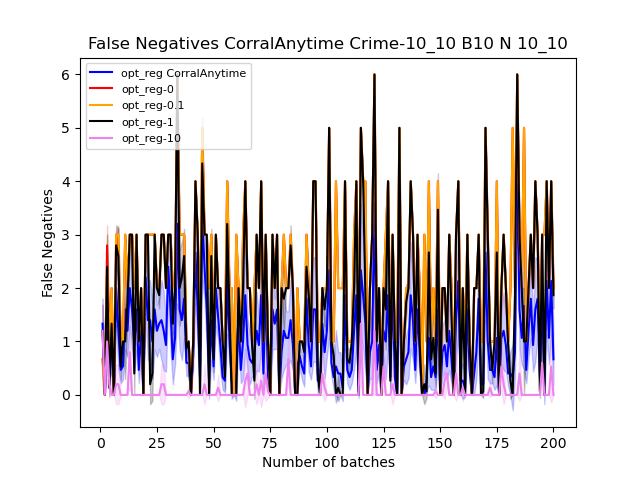 False Negatives CorralAnytime Crime-10_10 B10 N 10_10
opt_reg CorralAnytime
opt_reg-0
opt_reg-0.1
opt_reg-1
opt_reg-10
False Negatives
6
5
4
3
2
1
0
0 25 50 75 100 125 150 175 200
Number of batches